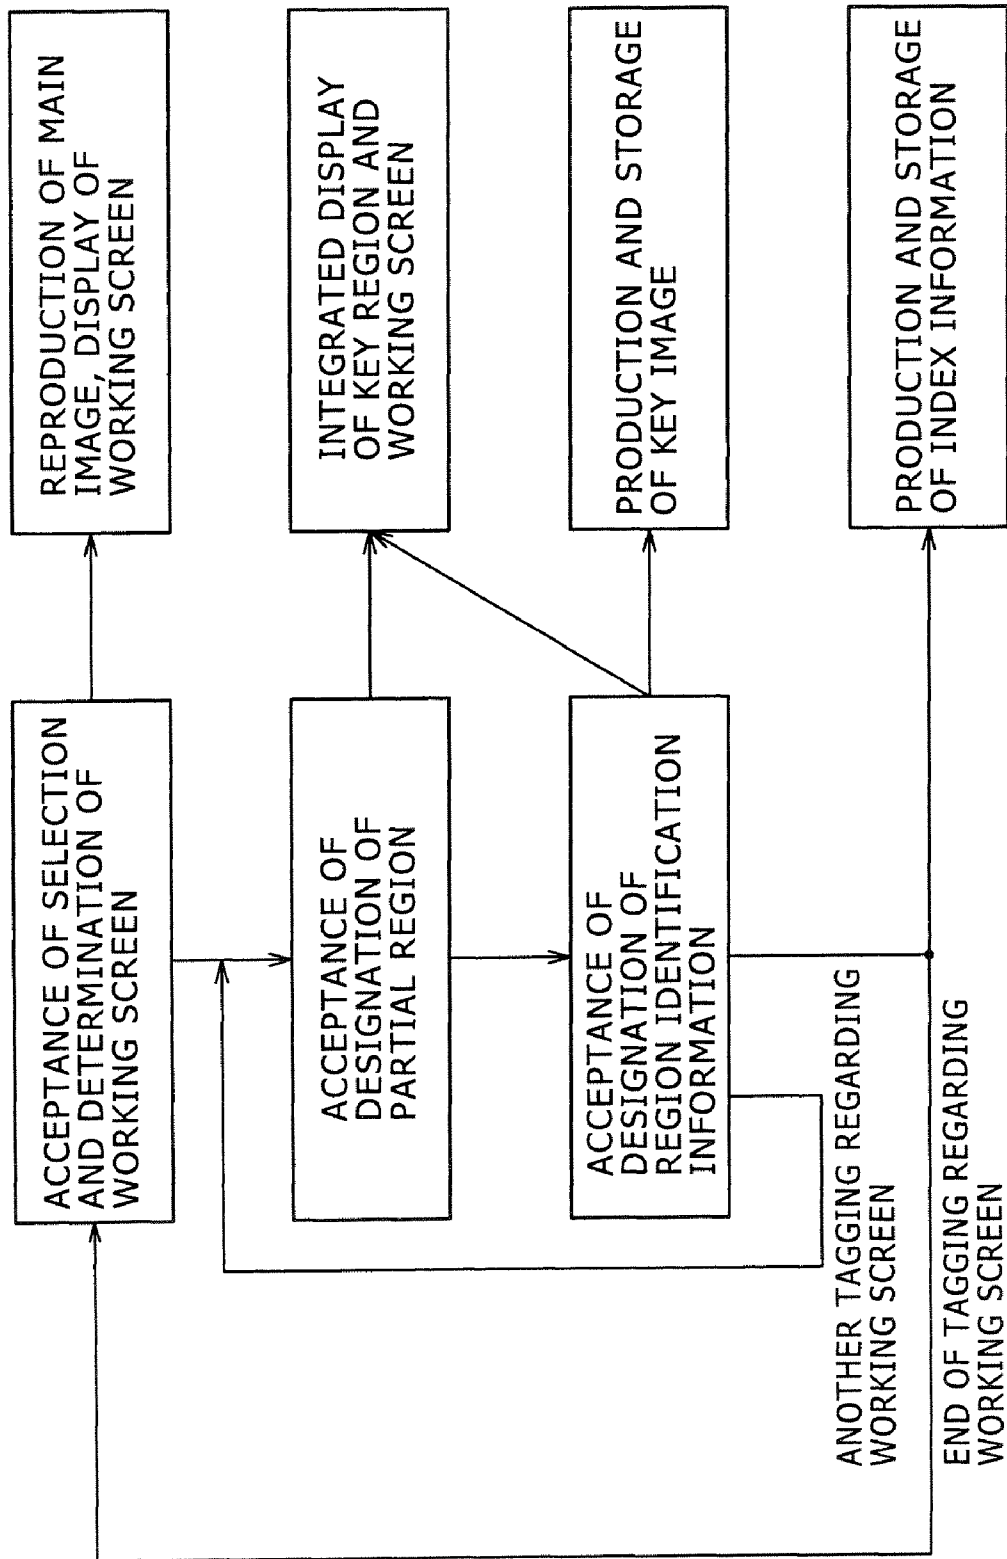 REPRODUCTION OF MAIN
IMAGE, DISPLAY OF
WORKING SCREEN
INTEGRATED DISPLAY
OF KEY REGION AND
WORKING SCREEN
PRODUCTION AND STORAGE
OF KEY IMAGE
PRODUCTION AND STORAGE
OF INDEX INFORMATION
ACCEPTANCE OF SELECTION
AND DETERMINATION OF
WORKING SCREEN
ACCEPTANCE OF
DESIGNATION OF
PARTIAL REGION
ACCEPTANCE OF
DESIGNATION OF
REGION IDENTIFICATION
INFORMATION
ANOTHER TAGGING REGARDING
WORKING SCREEN
END OF TAGGING REGARDING
WORKING SCREEN